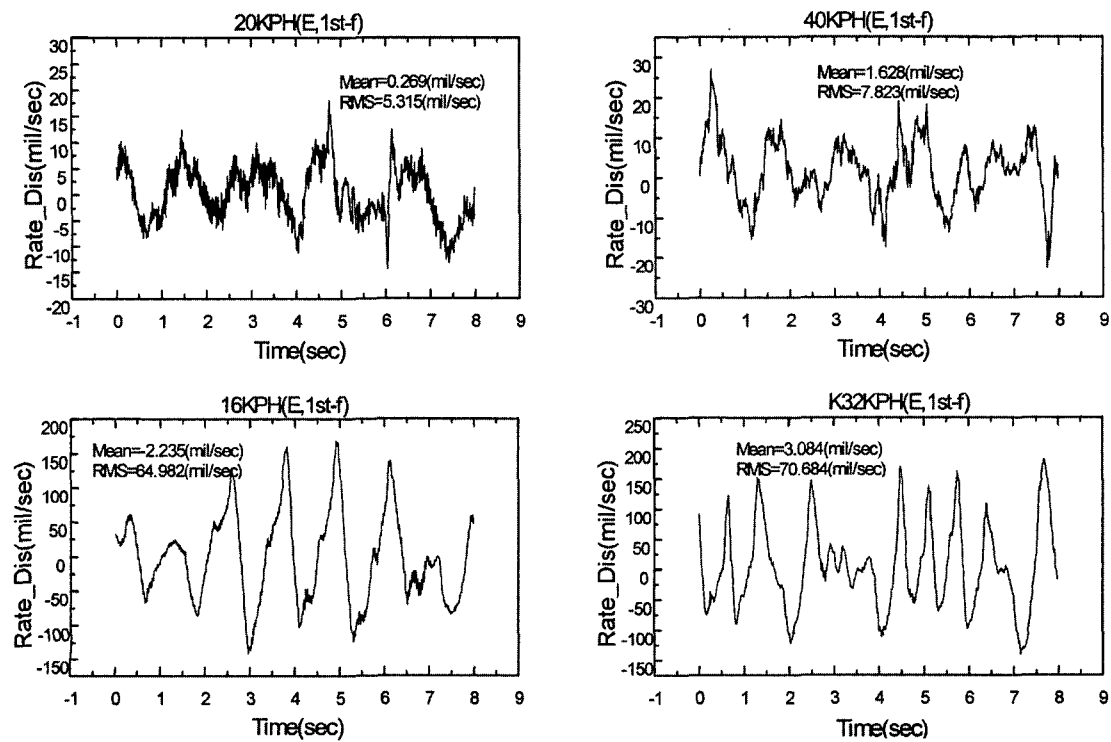 20KPH(E,1st-f)
Rate_Dis(mil/sec)
30
25
20
15
10
5
0
-5
-10
-15
-20
Mean=0.269(mil/sec)
RMS=5.315(mil/sec)
-1 0 1 2 3 4 5 6 7 8 9
Time(sec)
40KPH(E,1st-f)
Rate_Dis(mil/sec)
30
20
10
0
-10
-20
-30
Mean=1.628(mil/sec)
RMS=7.823(mil/sec)
-1 0 1 2 3 4 5 6 7 8 9
Time(sec)
16KPH(E,1st-f)
Rate_Dis(mil/sec)
200
150
100
50
0
-50
-100
-150
Mean=-2.235(mil/sec)
RMS=64.982(mil/sec)
-1 0 1 2 3 4 5 6 7 8 9
Time(sec)
K32KPH(E,1st-f)
Rate_Dis(mil/sec)
250
200
150
100
50
0
-50
-100
-150
Mean=3.084(mil/sec)
RMS=70.684(mil/sec)
-1 0 1 2 3 4 5 6 7 8 9
Time(sec)